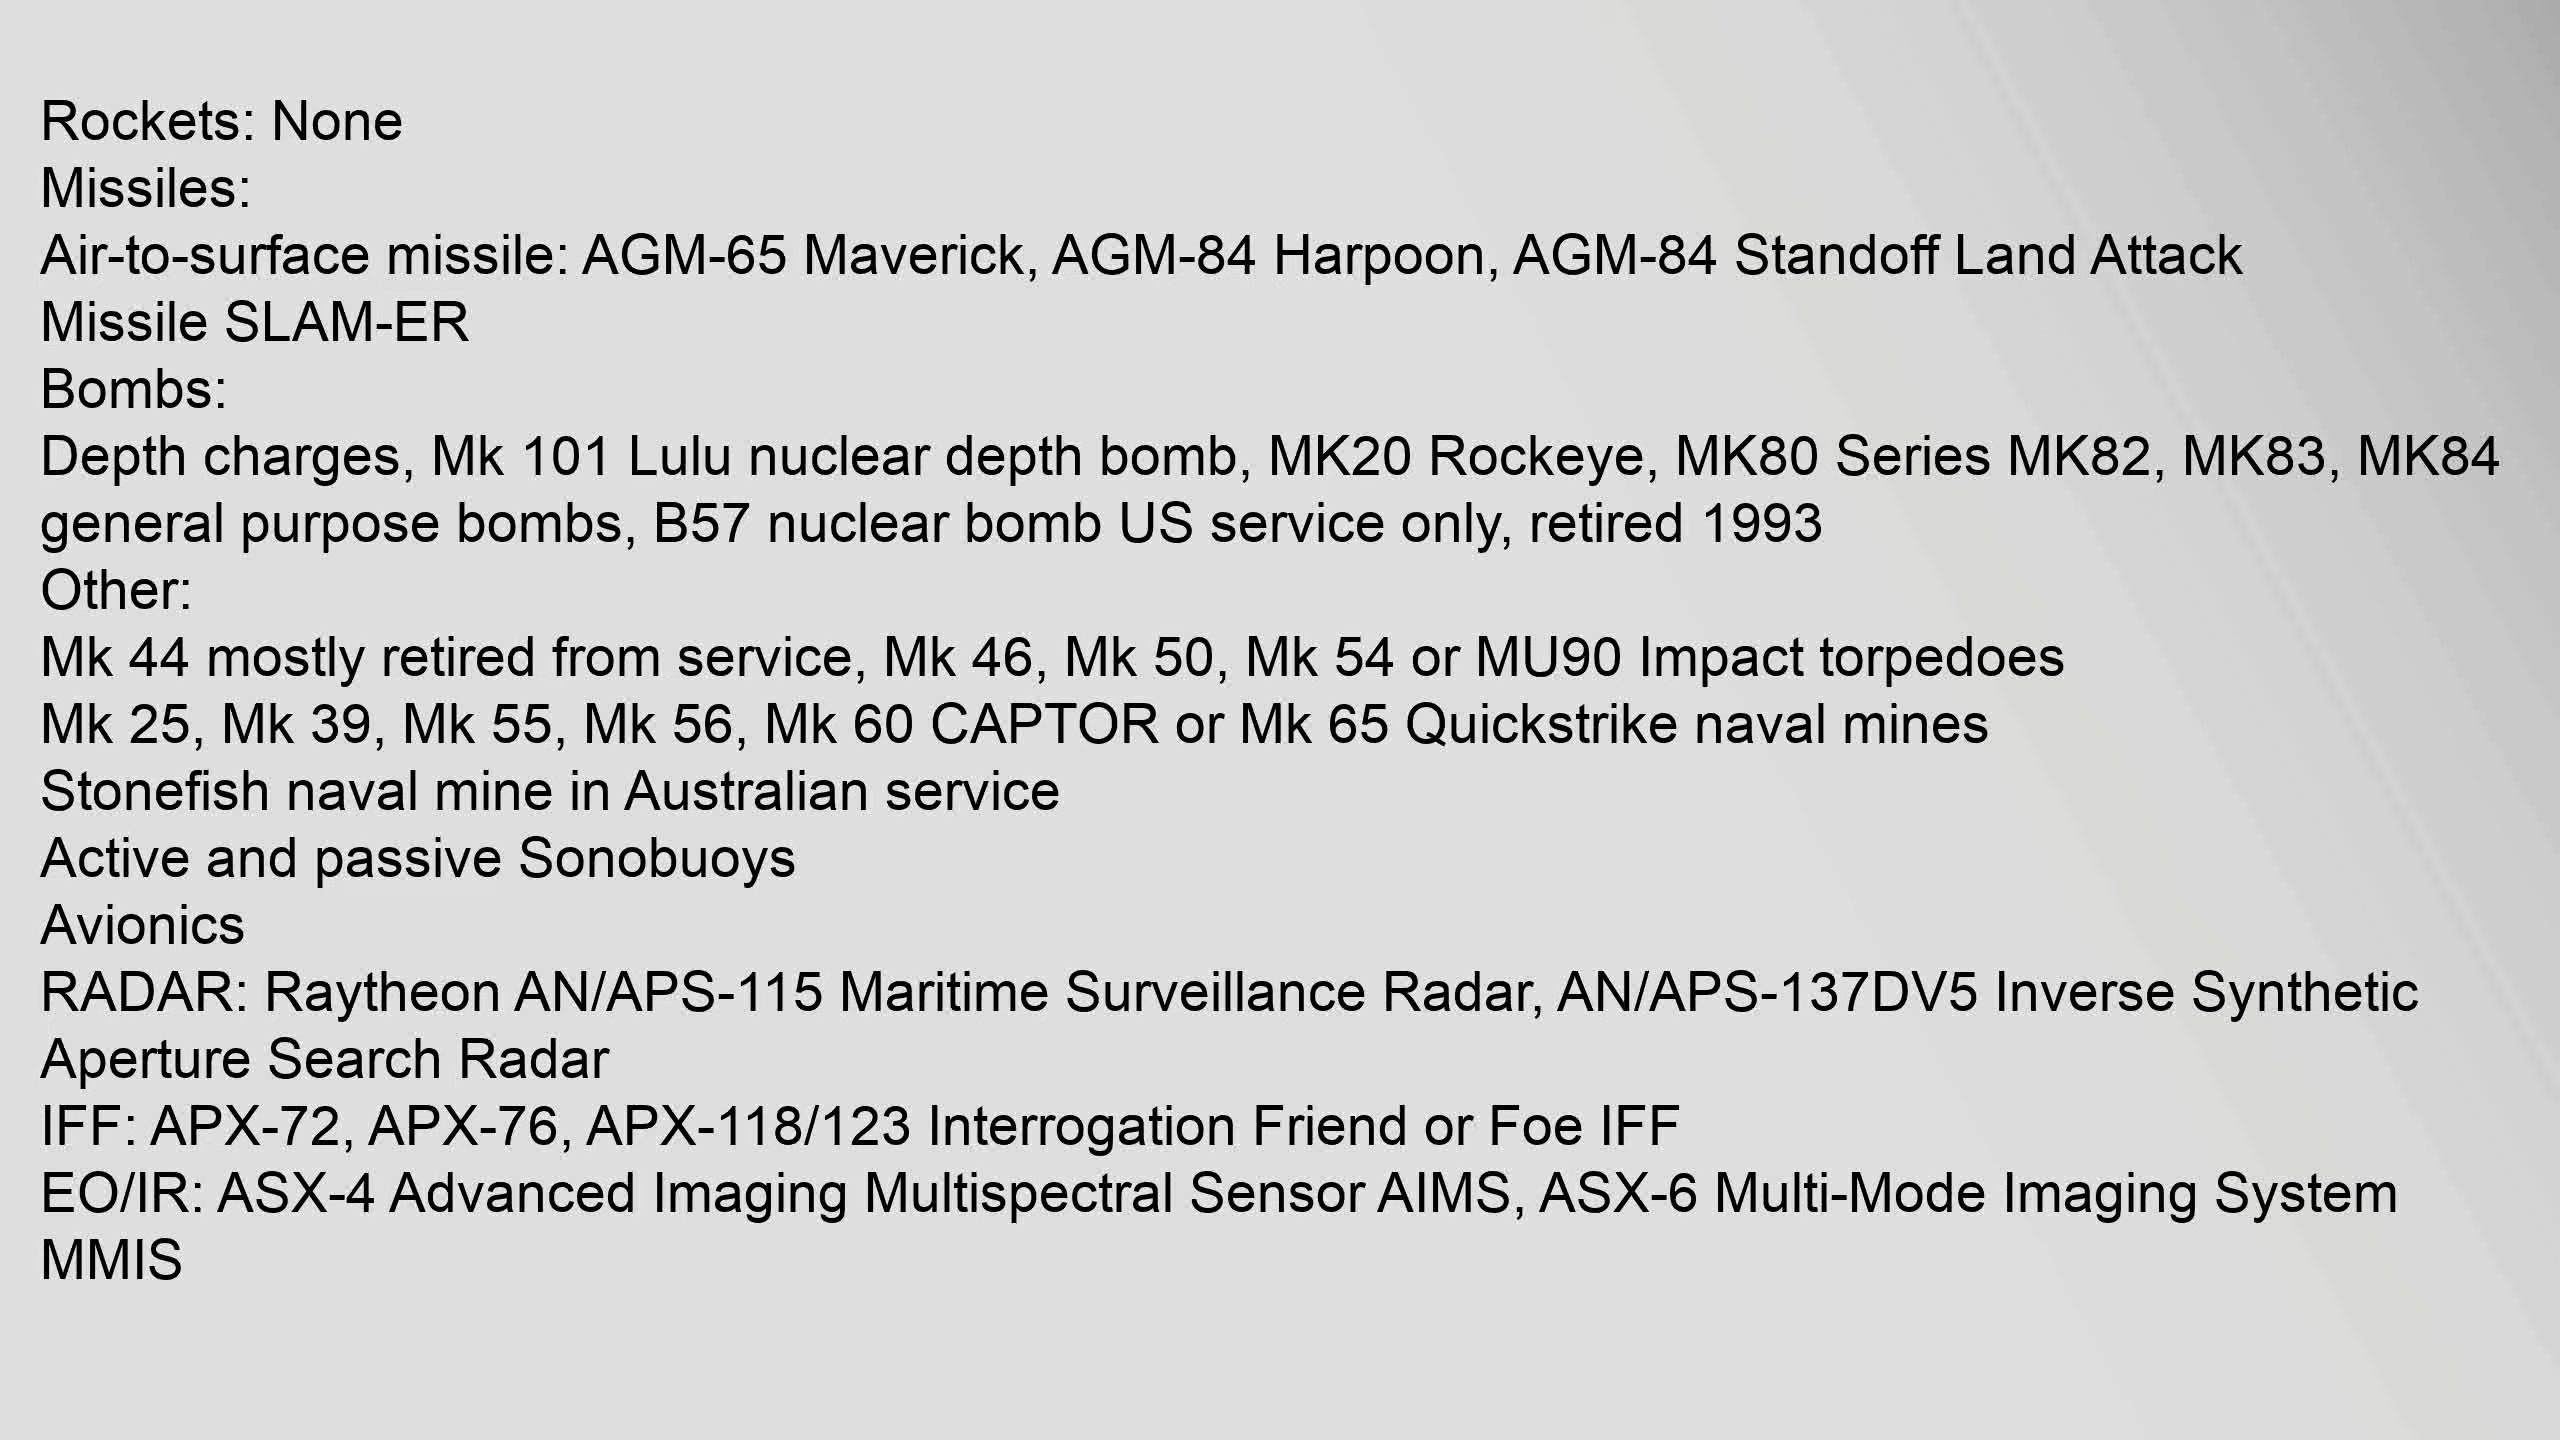 Rockets: None
Missiles:
Air-to-surface missile: AGM-65 Maverick, AGM-84 Harpoon, AGM-84 Standoff Land Attack
Missile SLAM-ER
Bombs:
Depth charges, Mk 101 Lulu nuclear depth bomb, MK20 Rockeye, MK80 Series MK82, MK83, MK84
general purpose bombs, B57 nuclear bomb US service only, retired 1993
Other:
Mk 44 mostly retired from service, Mk 46, Mk 50, Mk 54 or MU90 Impact torpedoes
Mk 25, Mk 39, Mk 55, Mk 56, Mk 60 CAPTOR or Mk 65 Quickstrike naval mines
Stonefish naval mine in Australian service
Active and passive Sonobuoys
Avionics
RADAR: Raytheon AN/APS-115 Maritime Surveillance Radar, AN/APS-137DV5 Inverse Synthetic
Aperture Search Radar
IFF: APX-72, APX-76, APX-118/123 Interrogation Friend or Foe IFF
EO/IR: ASX-4 Advanced Imaging Multispectral Sensor AIMS, ASX-6 Multi-Mode Imaging System
MMIS